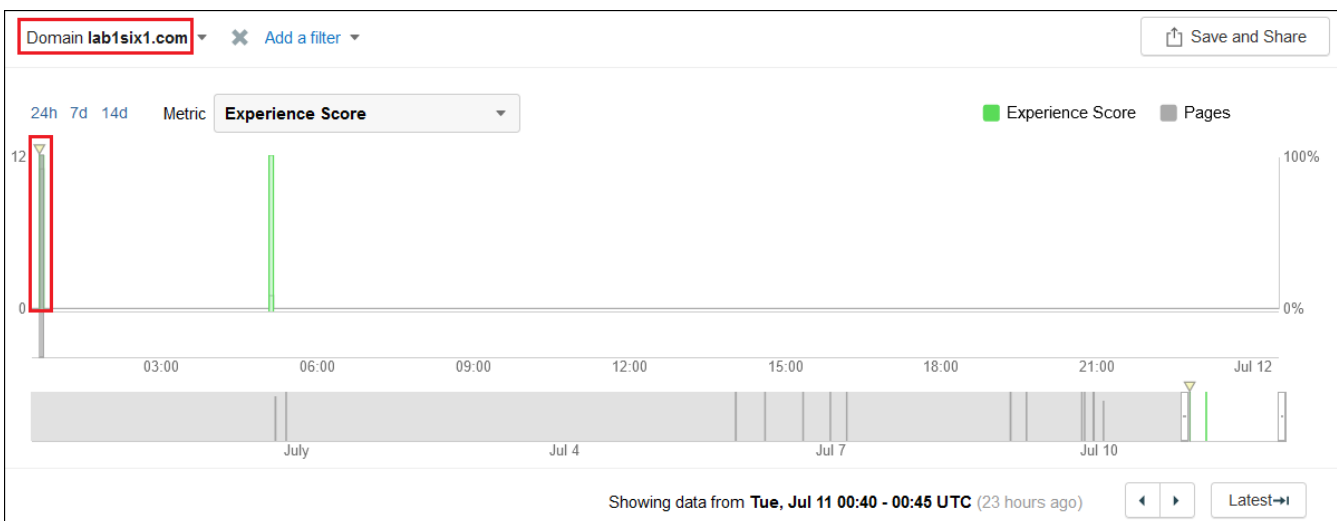 Domain lab1six1.com Add a filter Save and Share
24h 7d 14d Metric Experience Score Experience Score Pages
12 100%
0 0%
03:00 06:00 09:00 12:00 15:00 18:00 21:00 Jul 12
July Jul 4 Jul 7 Jul 10
Showing data from Tue, Jul 11 00:40 - 00:45 UTC (23 hours ago) Latest